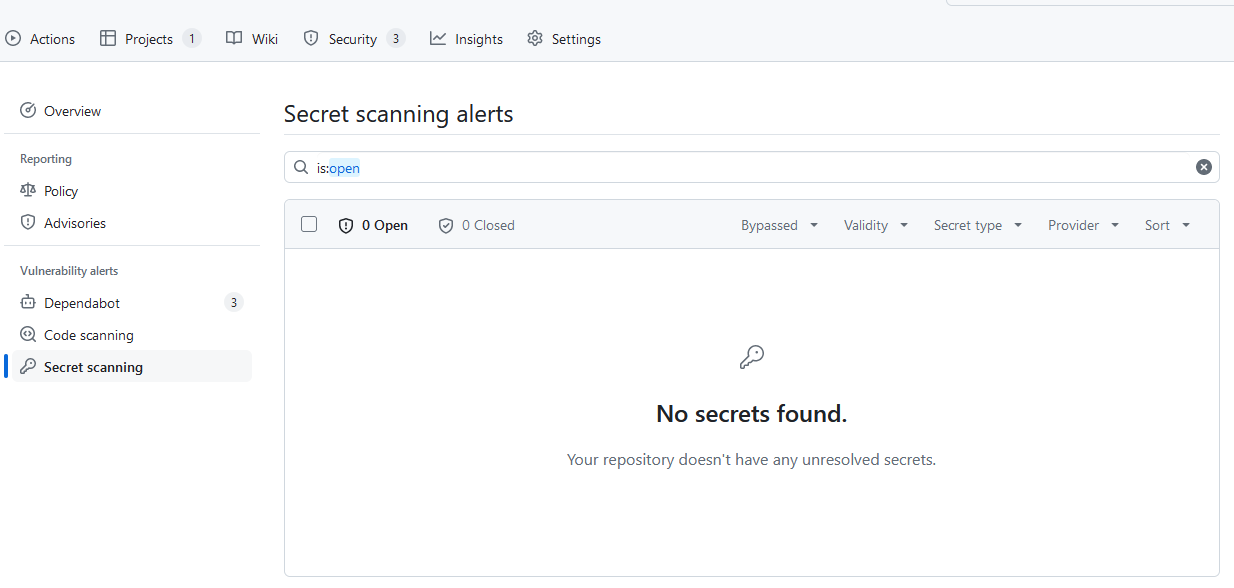 Actions Projects 1 Wiki Security 3 Insights Settings
Overview
Reporting
Policy
Advisories
Vulnerability alerts
Dependabot 3
Code scanning
Secret scanning
Secret scanning alerts
is:open
0 Open 0 Closed Bypassed Validity Secret type Provider Sort
No secrets found.
Your repository doesn't have any unresolved secrets.